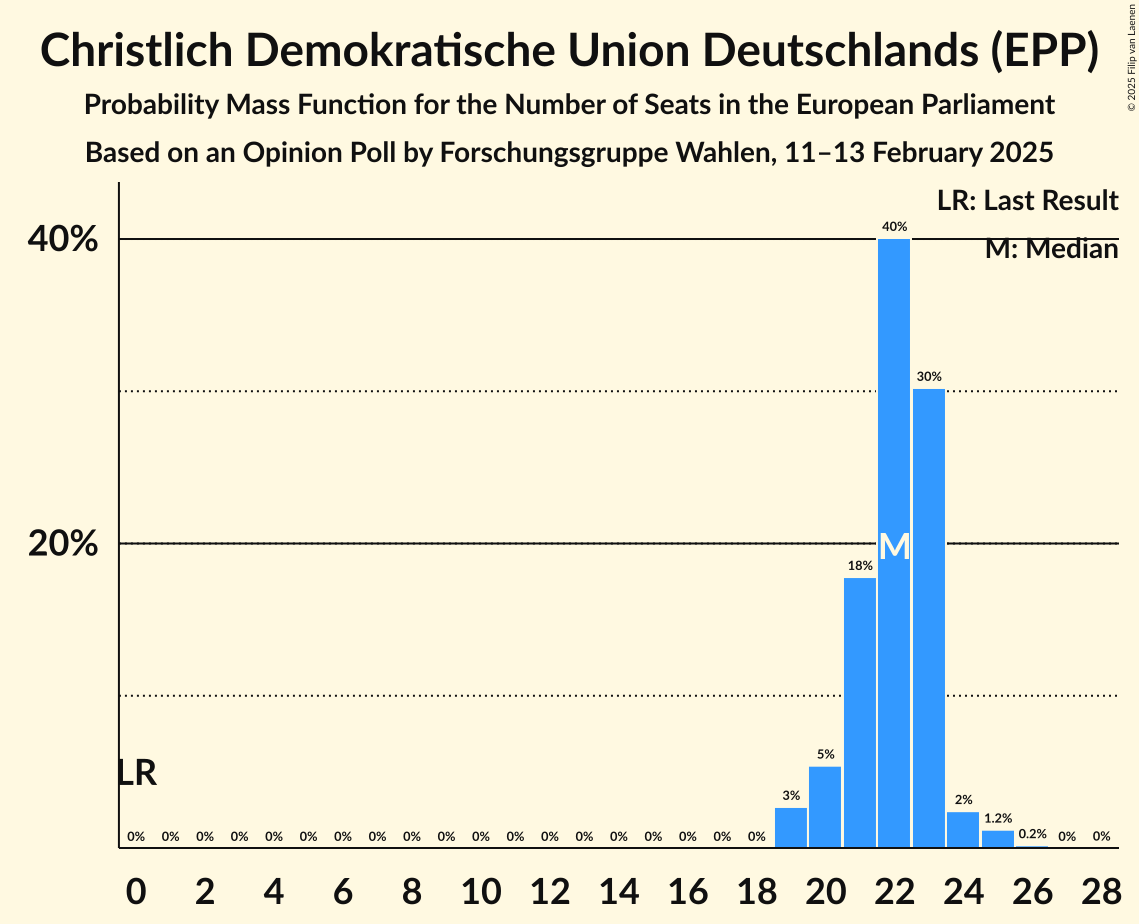 Christlich Demokratische Union Deutschlands (EPP)
Probability Mass Function for the Number of Seats in the European Parliament
Based on an Opinion Poll by Forschungsgruppe Wahlen, 11–13 February 2025
© 2025 Filip van Laenen
LR: Last Result
M: Median
40%
20%
40%
30%
M
18%
LR
5%
3%
2%
1.2%
0.2%
0% 0% 0% 0% 0% 0% 0% 0% 0% 0% 0% 0% 0% 0% 0% 0% 0% 0% 0% 0% 0%
0 2 4 6 8 10 12 14 16 18 20 22 24 26 28